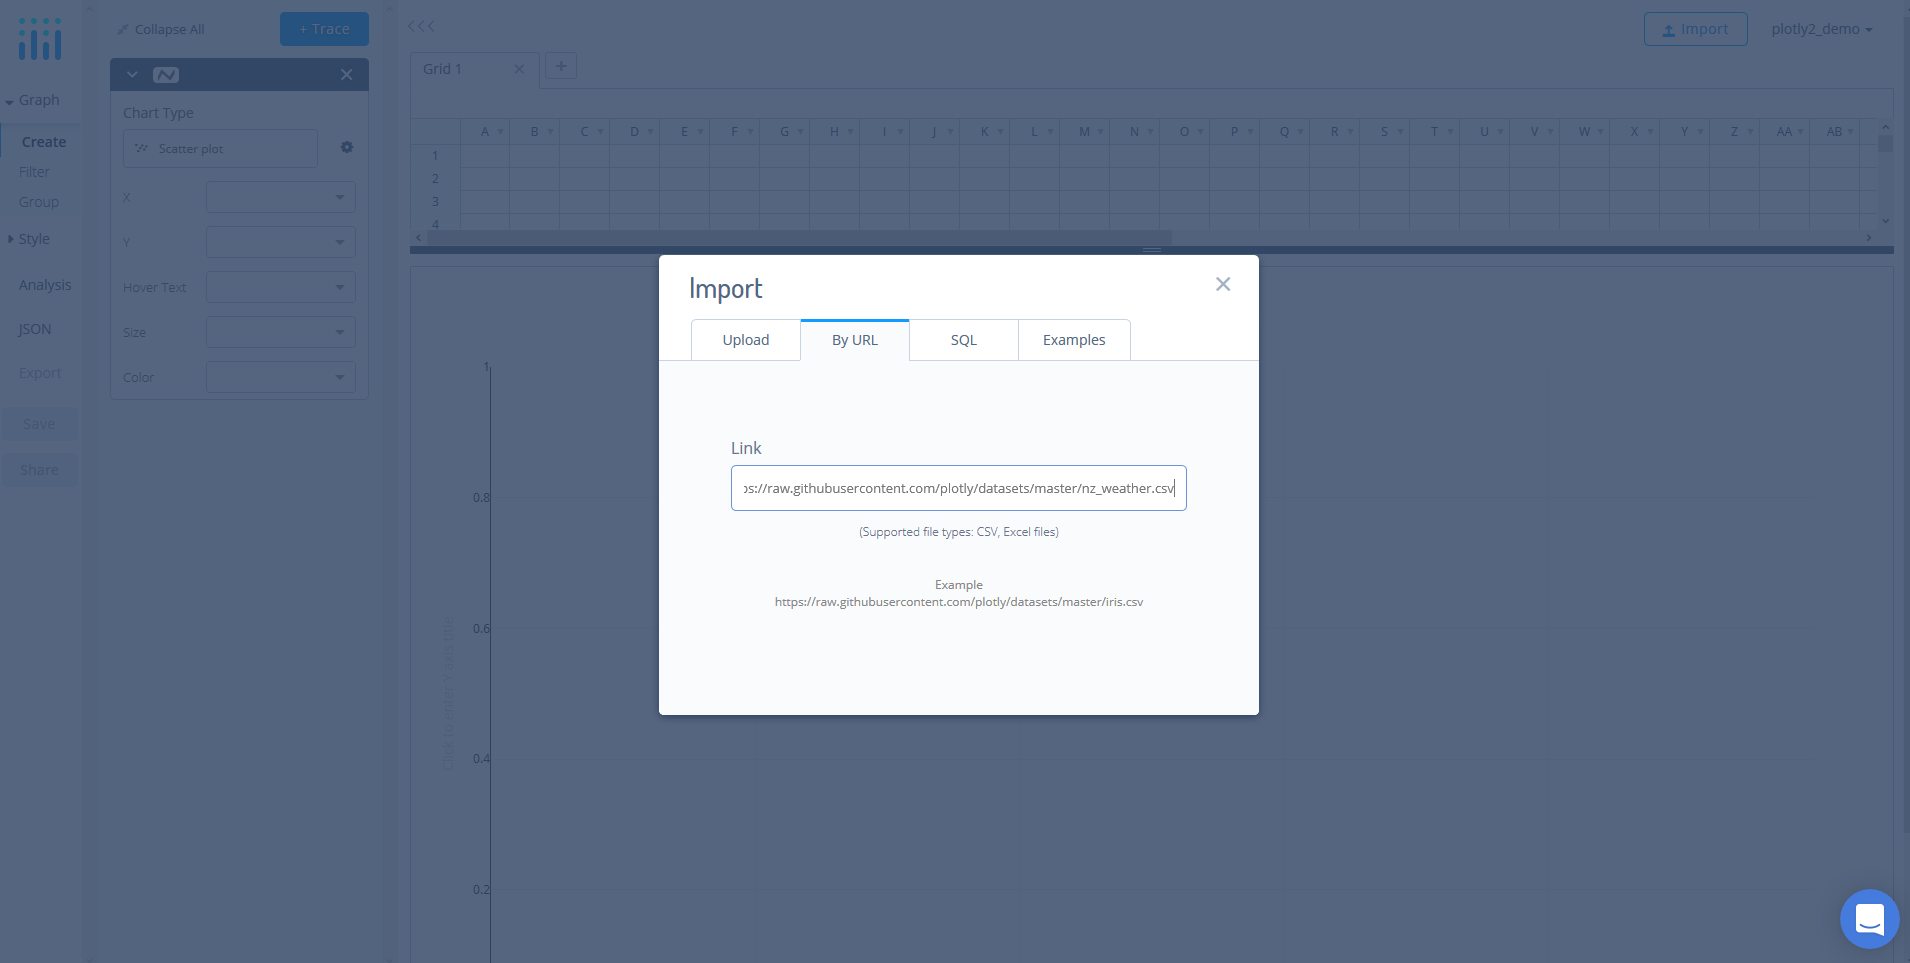 Collapse All
+ Trace
Import
plotly2_demo
Grid 1
+
Graph
Create
Filter
Group
Style
Analysis
JSON
Export
Save
Share
Chart Type
Scatter plot
X
Y
Hover Text
Size
Color
A B C D E F G H I J K L M N O P Q R S T U V W X Y Z AA AB
1
2
3
4
Import
Upload
By URL
SQL
Examples
Link
ps://raw.githubusercontent.com/plotly/datasets/master/nz_weather.csv
(Supported file types: CSV, Excel files)
Example
https://raw.githubusercontent.com/plotly/datasets/master/iris.csv
1
0.8
0.6
0.4
0.2
Click to enter Y axis title